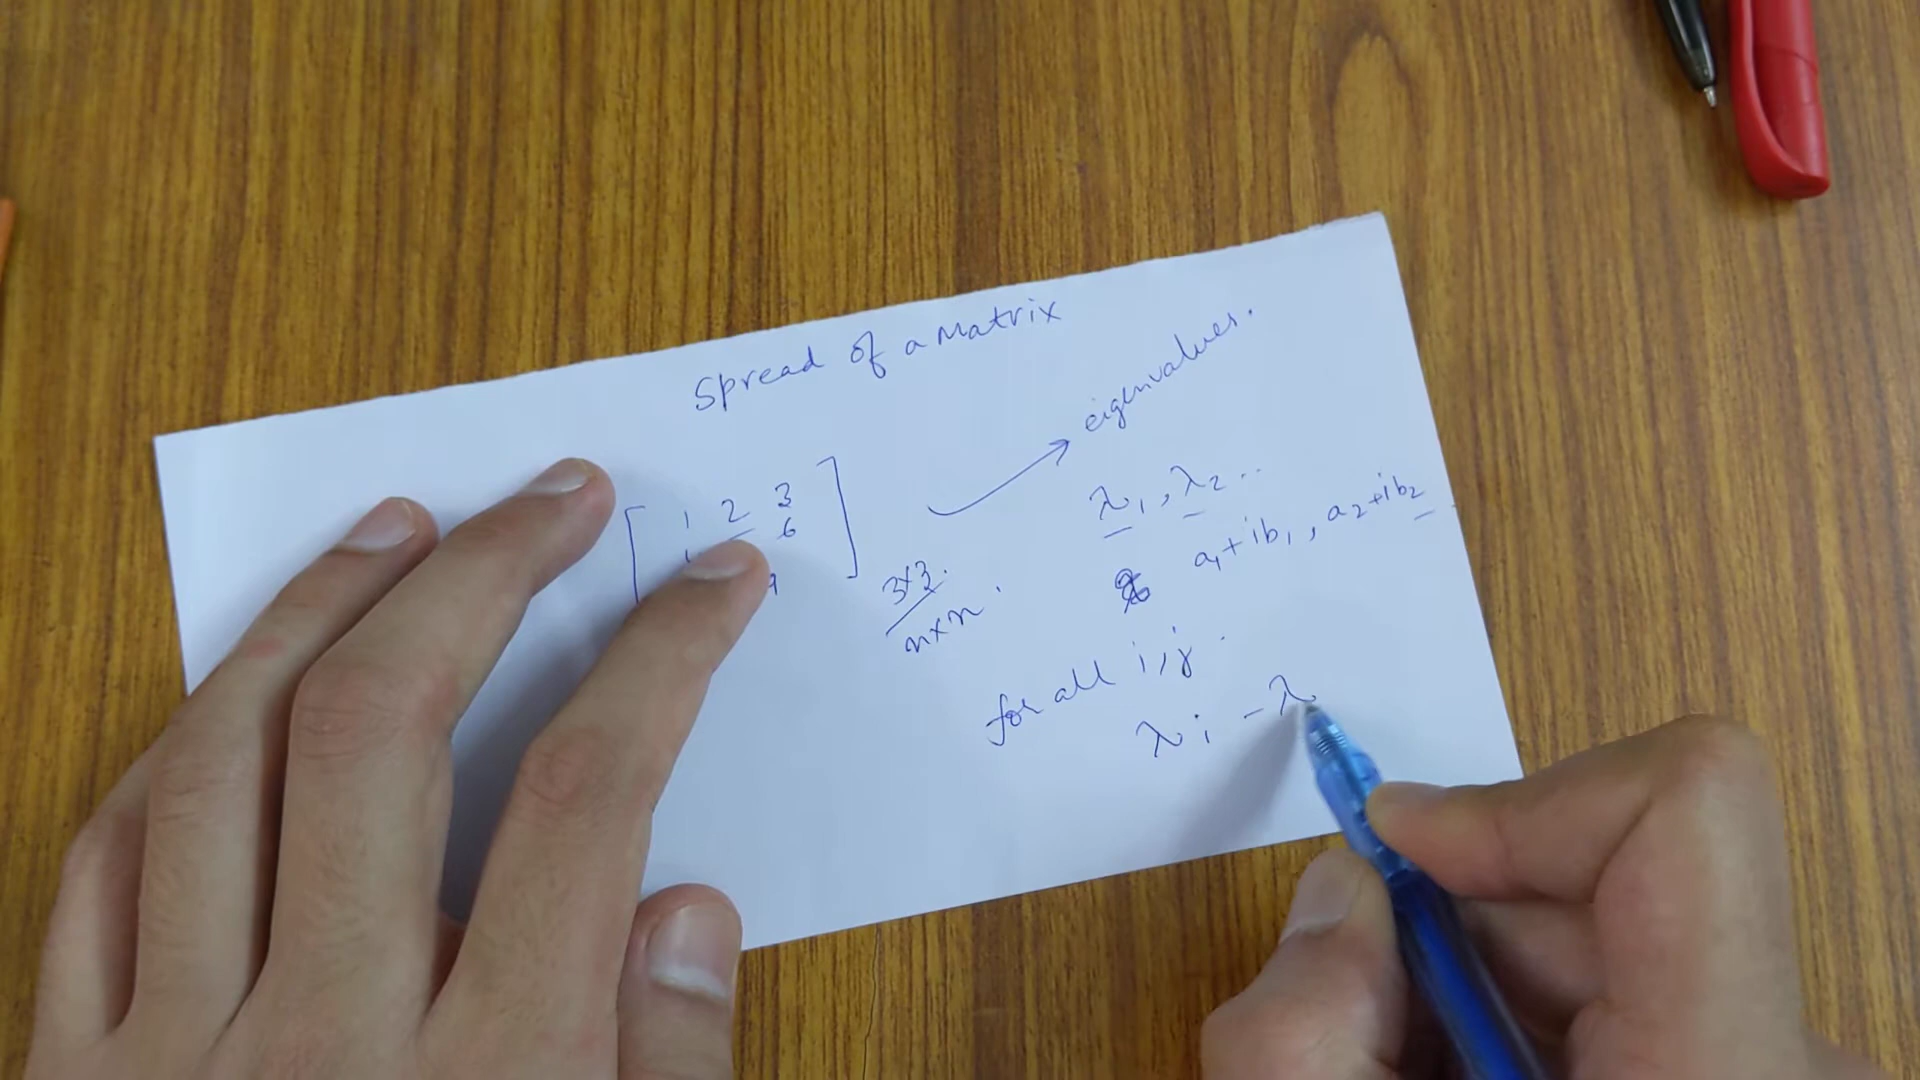 Spread of a Matrix
eigenvalues.
1 2 3
6
9
3×3.
n×n.
λ1, λ2 ..
a1+ib1, a2+ib2
for all i,j.
λi - λ